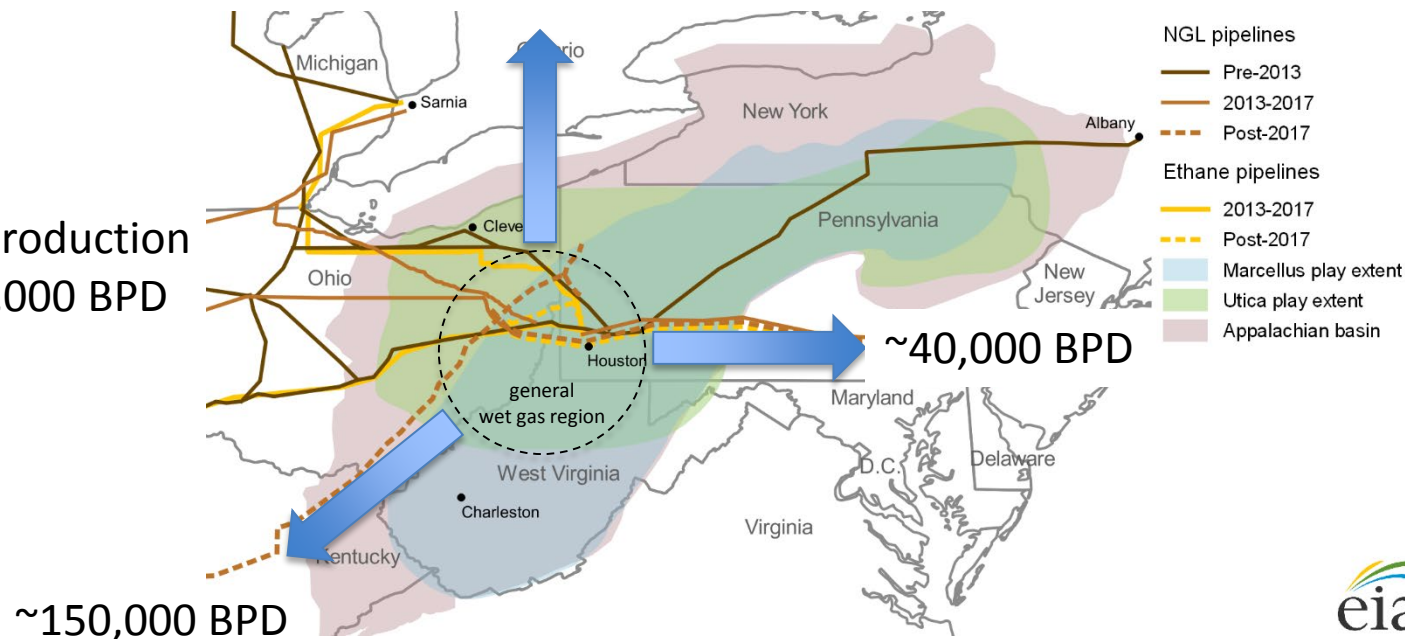 NGL pipelines
Pre-2013
2013-2017
Post-2017
Ethane pipelines
2013-2017
Post-2017
Marcellus play extent
Utica play extent
Appalachian basin
Michigan
Sarnia
New York
Albany
Pennsylvania
Cleve
roduction
000 BPD
Ohio
New
Jersey
~40,000 BPD
Houston
general
wet gas region
Maryland
West Virginia
D.C.
Delaware
Charleston
Virginia
Kentucky
~150,000 BPD
eia